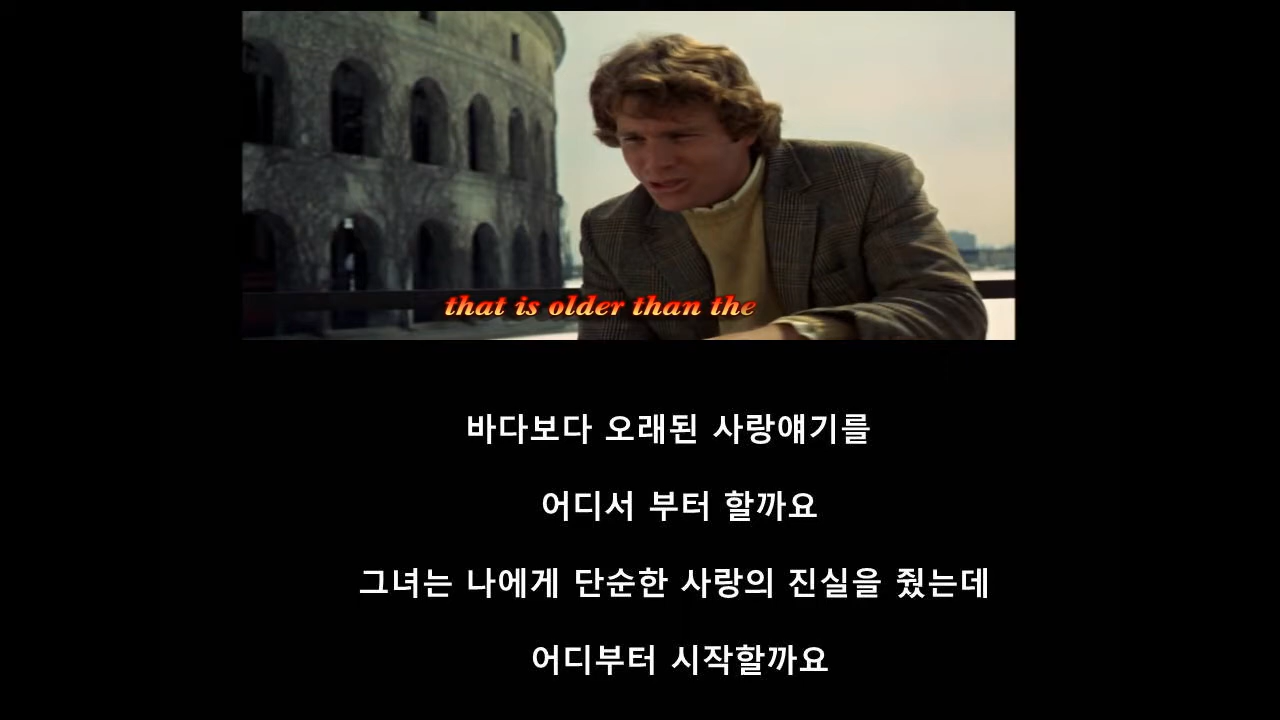 that is older than the
바다보다 오래된 사랑얘기를
어디서 부터 할까요
그녀는 나에게 단순한 사랑의 진실을 줬는데
어디부터 시작할까요